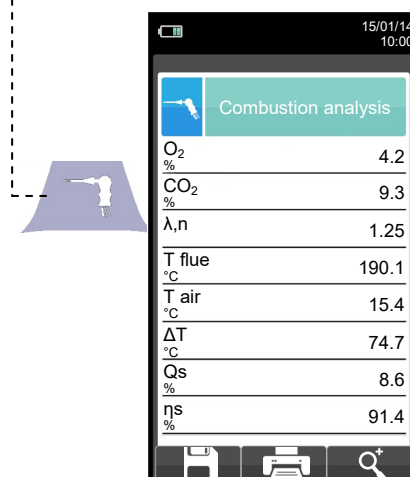 15/01/14
10:00
Combustion analysis
O₂ % 4.2
CO₂ % 9.3
λ,n 1.25
T flue °C 190.1
T air °C 15.4
ΔT °C 74.7
Qs % 8.6
ηs % 91.4